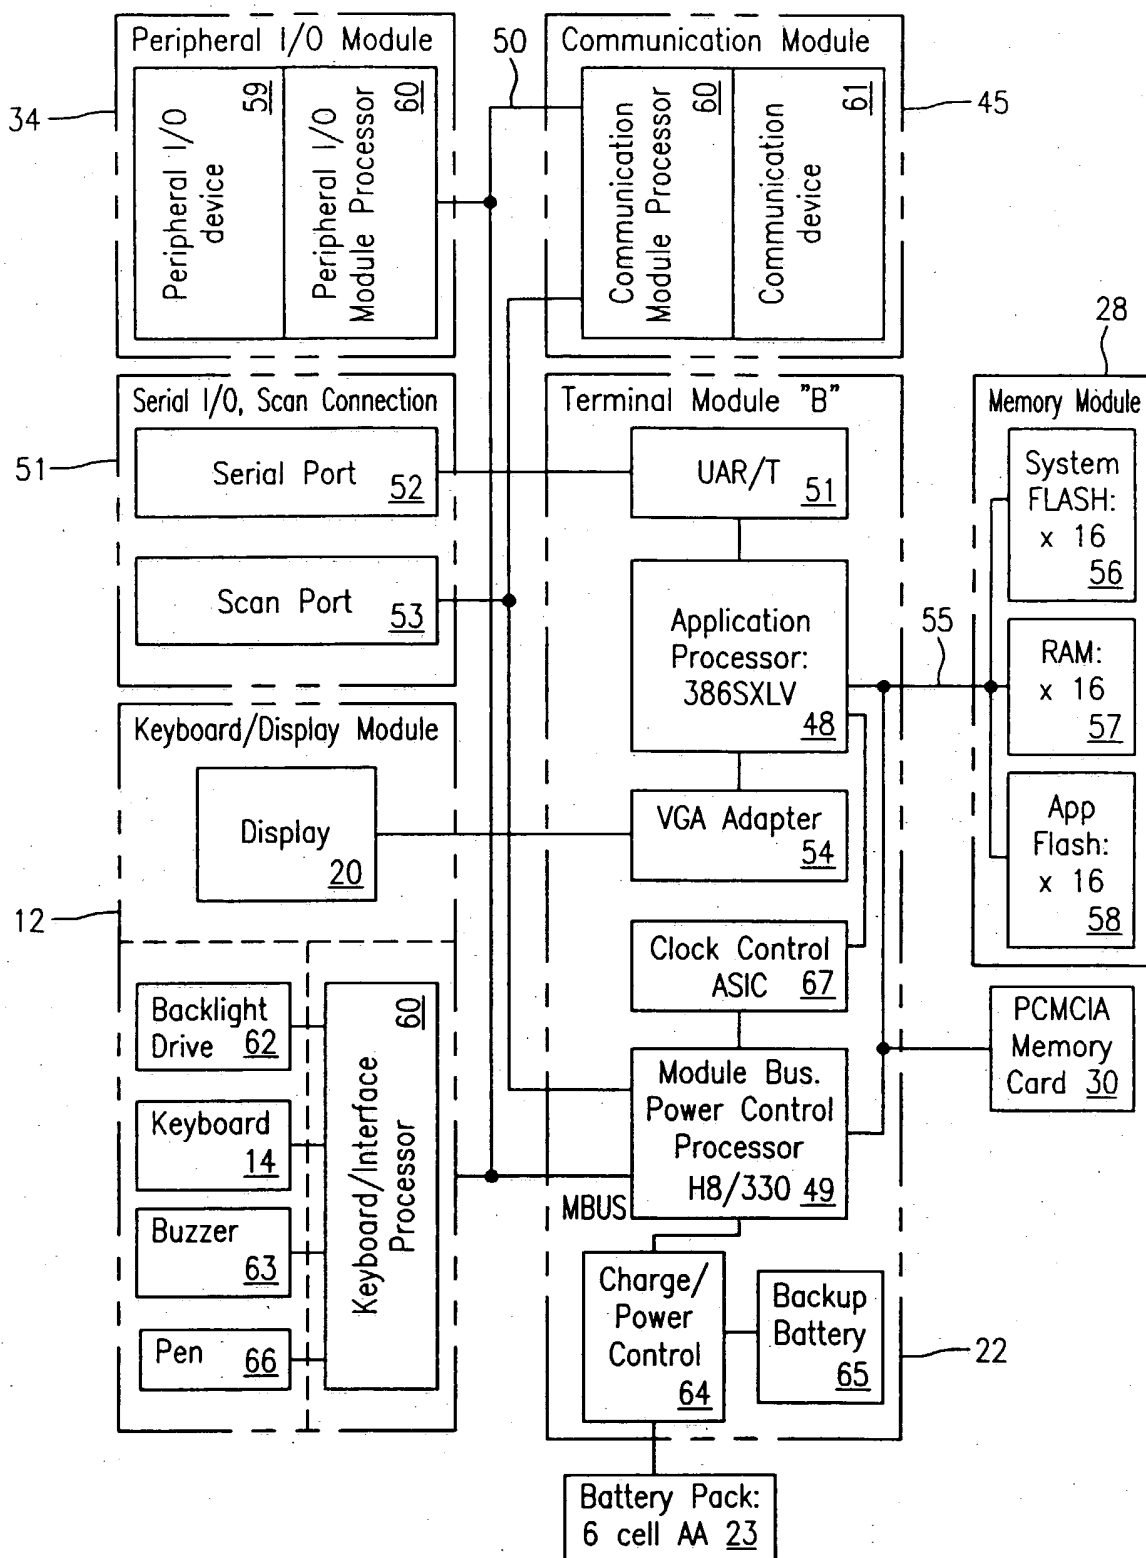 Peripheral I/O Module
Peripheral I/O
device
59
Peripheral I/O
Module Processor
60
34
50
Communication Module
Communication
Module Processor
60
Communication
device
61
45
Serial I/O, Scan Connection
Serial Port
52
Scan Port
53
51
Terminal Module "B"
UAR/T
51
Application
Processor:
386SXLV
48
VGA Adapter
54
Clock Control
ASIC 67
Module Bus.
Power Control
Processor
H8/330 49
MBUS
Charge/
Power
Control
64
Backup
Battery
65
22
Battery Pack:
6 cell AA 23
28
Memory Module
System
FLASH:
x 16
56
RAM:
x 16
57
App
Flash:
x 16
58
55
PCMCIA
Memory
Card 30
Keyboard/Display Module
Display
20
12
Backlight
Drive 62
Keyboard
14
Buzzer
63
Pen 66
Keyboard/Interface
Processor
60